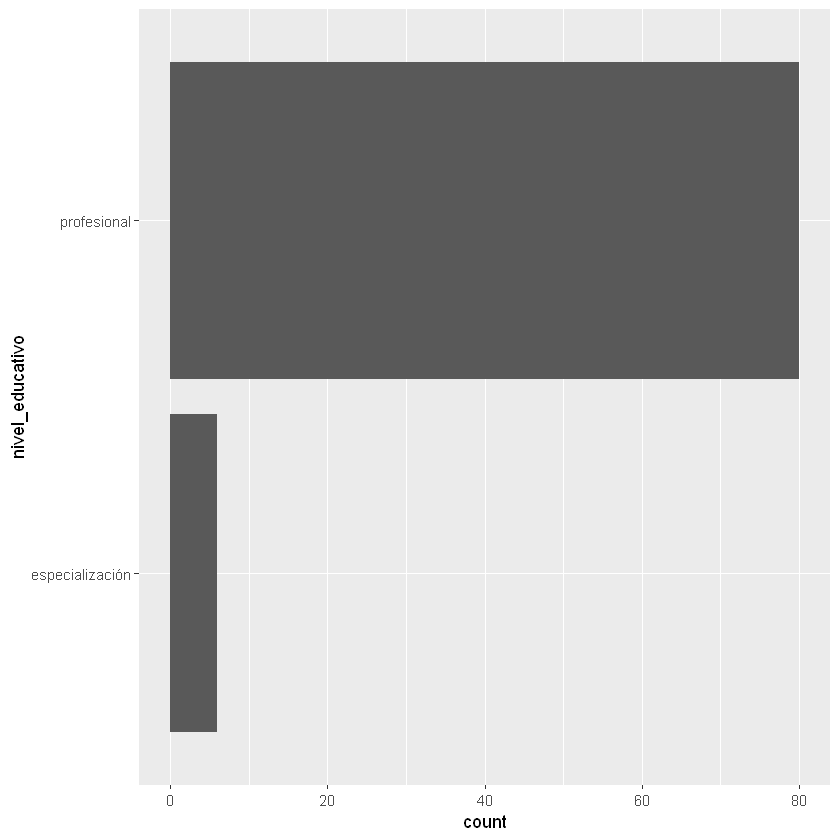 nivel_educativo
profesional
especialización
0 20 40 60 80
count